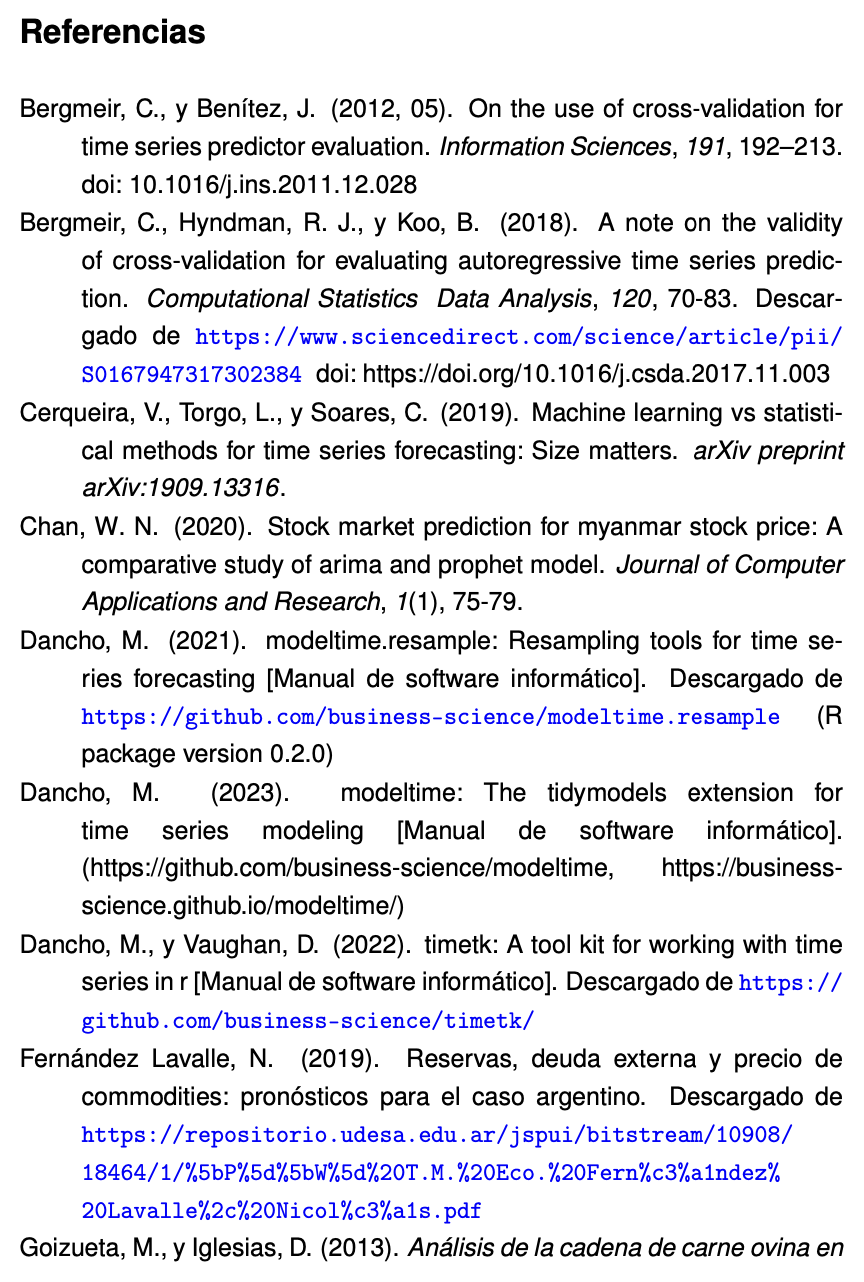 Referencias
Bergmeir, C., y Benítez, J. (2012, 05). On the use of cross-validation for
time series predictor evaluation. Information Sciences, 191, 192–213.
doi: 10.1016/j.ins.2011.12.028
Bergmeir, C., Hyndman, R. J., y Koo, B. (2018). A note on the validity
of cross-validation for evaluating autoregressive time series predic-
tion. Computational Statistics Data Analysis, 120, 70-83. Descar-
gado de https://www.sciencedirect.com/science/article/pii/
S0167947317302384 doi: https://doi.org/10.1016/j.csda.2017.11.003
Cerqueira, V., Torgo, L., y Soares, C. (2019). Machine learning vs statisti-
cal methods for time series forecasting: Size matters. arXiv preprint
arXiv:1909.13316.
Chan, W. N. (2020). Stock market prediction for myanmar stock price: A
comparative study of arima and prophet model. Journal of Computer
Applications and Research, 1(1), 75-79.
Dancho, M. (2021). modeltime.resample: Resampling tools for time se-
ries forecasting [Manual de software informático]. Descargado de
https://github.com/business-science/modeltime.resample (R
package version 0.2.0)
Dancho, M. (2023). modeltime: The tidymodels extension for
time series modeling [Manual de software informático].
(https://github.com/business-science/modeltime, https://business-
science.github.io/modeltime/)
Dancho, M., y Vaughan, D. (2022). timetk: A tool kit for working with time
series in r [Manual de software informático]. Descargado de https://
github.com/business-science/timetk/
Fernández Lavalle, N. (2019). Reservas, deuda externa y precio de
commodities: pronósticos para el caso argentino. Descargado de
https://repositorio.udesa.edu.ar/jspui/bitstream/10908/
18464/1/%5bP%5d%5bW%5d%20T.M.%20Eco.%20Fern%c3%a1ndez%
20Lavalle%2c%20Nicol%c3%a1s.pdf
Goizueta, M., y Iglesias, D. (2013). Análisis de la cadena de carne ovina en